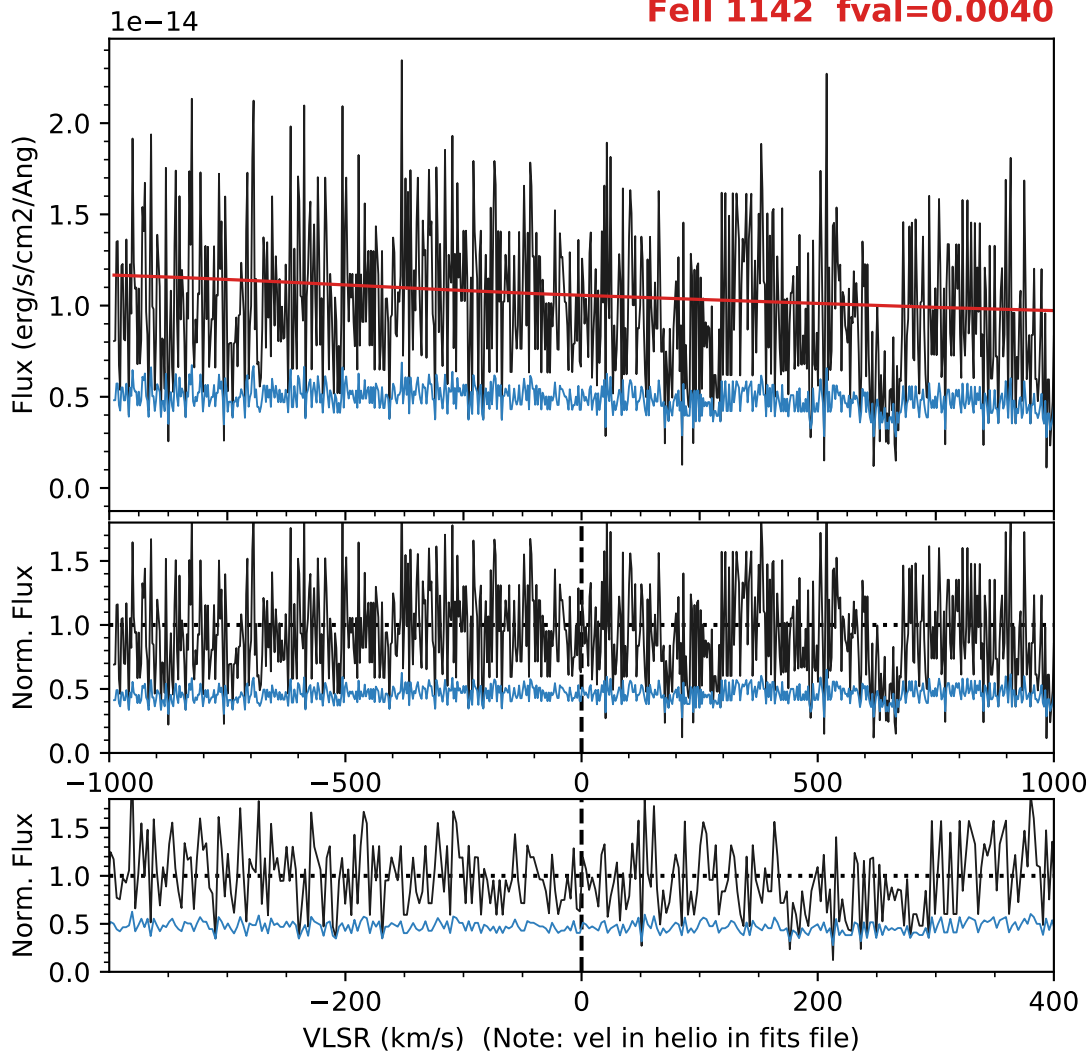 FeII 1142 fval=0.0040
1e−14
2.0
1.5
1.0
0.5
0.0
Flux (erg/s/cm2/Ang)
1.5
1.0
0.5
0.0
Norm. Flux
−1000 −500 0 500 1000
1.5
1.0
0.5
0.0
Norm. Flux
−200 0 200 400
VLSR (km/s) (Note: vel in helio in fits file)